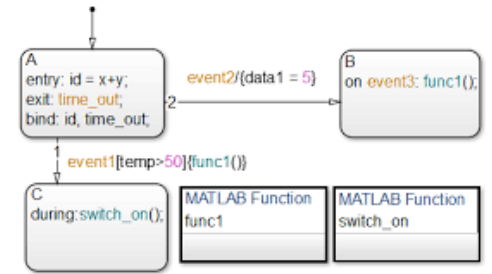 A
entry: id = x+y;
exit: time_out;
bind: id, time_out;
event2/{data1 = 5}
2
B
on event3: func1();
1
event1[temp>50]{func1()}
C
during:switch_on();
MATLAB Function
func1
MATLAB Function
switch_on